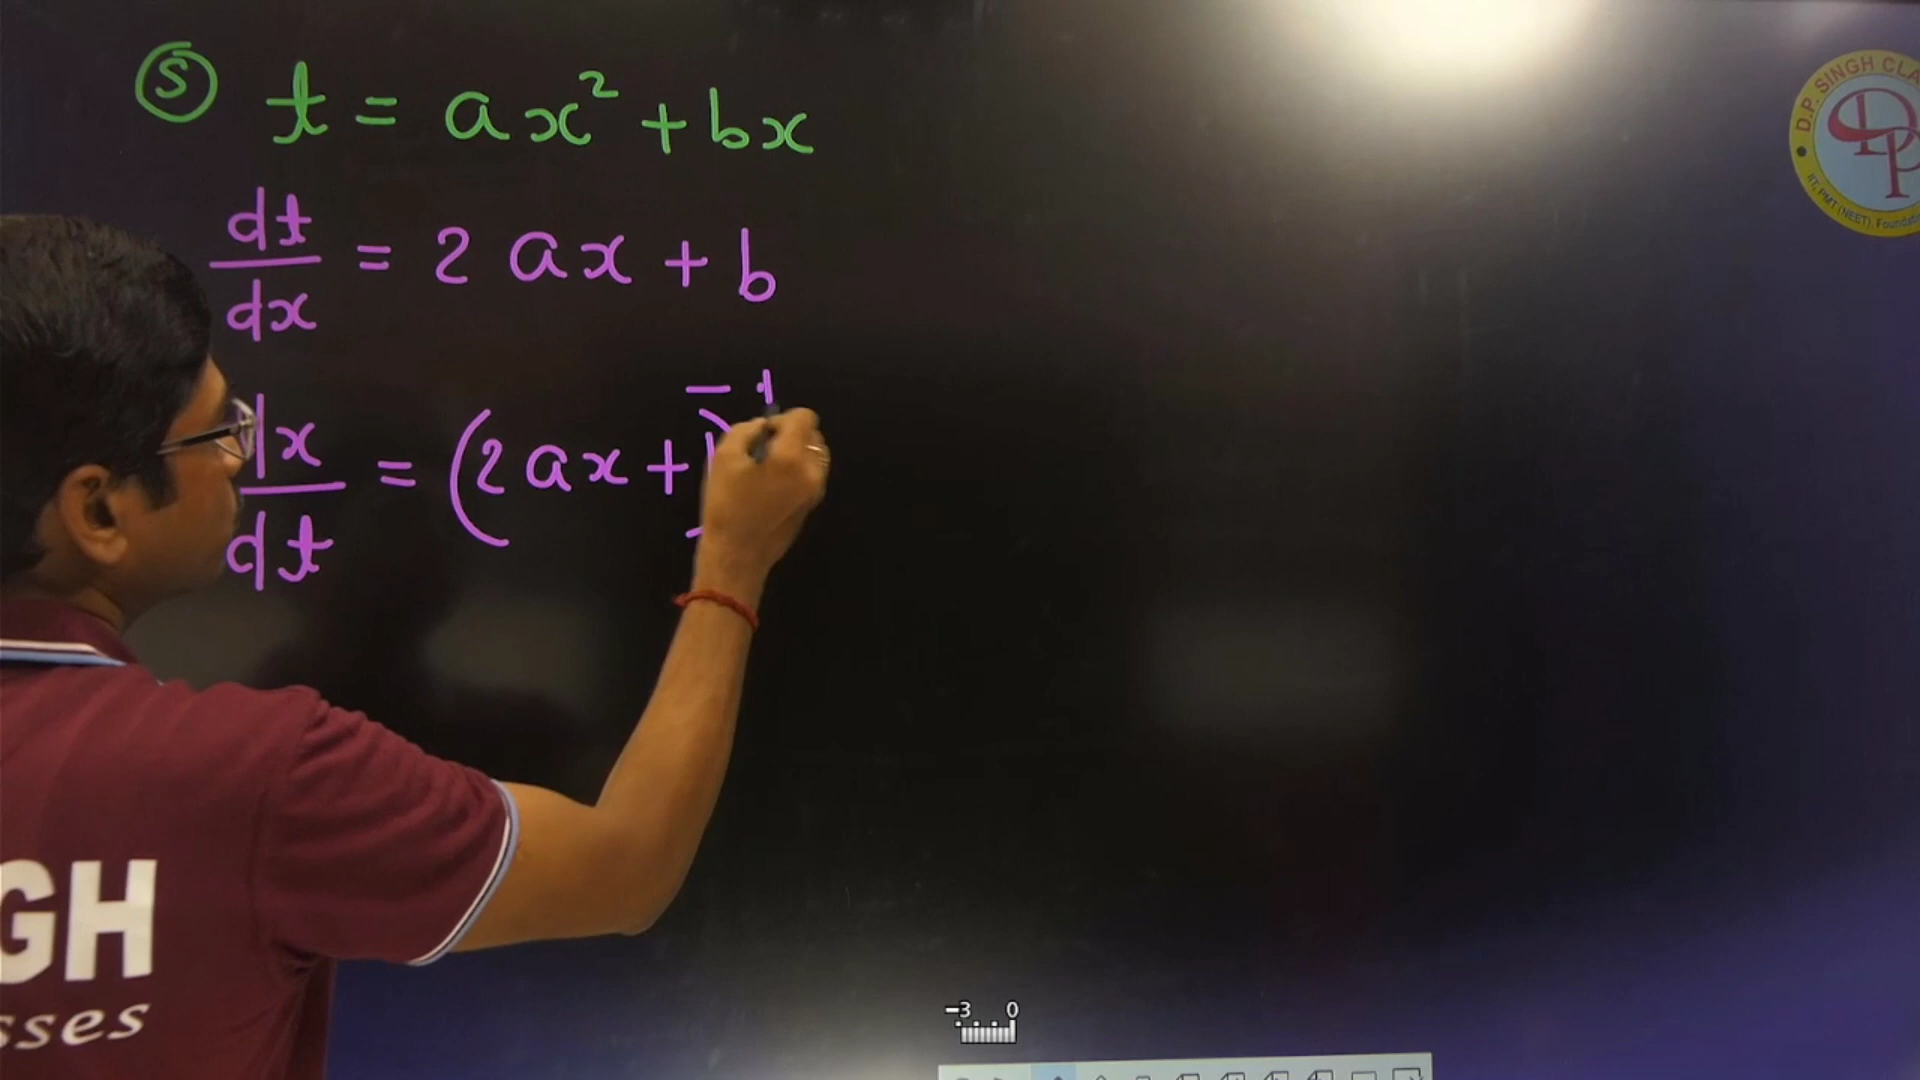 (5) t = ax² + bx
dt/dx = 2ax + b
dx/dt = (2ax + b)⁻¹
D.P. SINGH CLA
DP
IIT, PMT (NEET), Foundati
GH
sses
-3 0